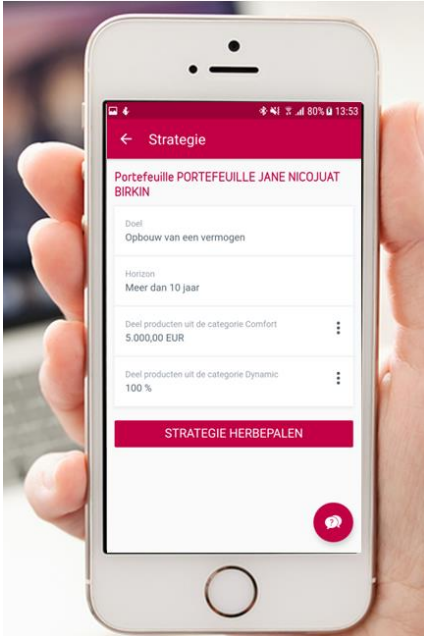 80% 13:53
Strategie
Portefeuille PORTEFEUILLE JANE NICOJUAT
BIRKIN
Doel
Opbouw van een vermogen
Horizon
Meer dan 10 jaar
Deel producten uit de categorie Comfort
5.000,00 EUR
Deel producten uit de categorie Dynamic
100 %
STRATEGIE HERBEPALEN
?